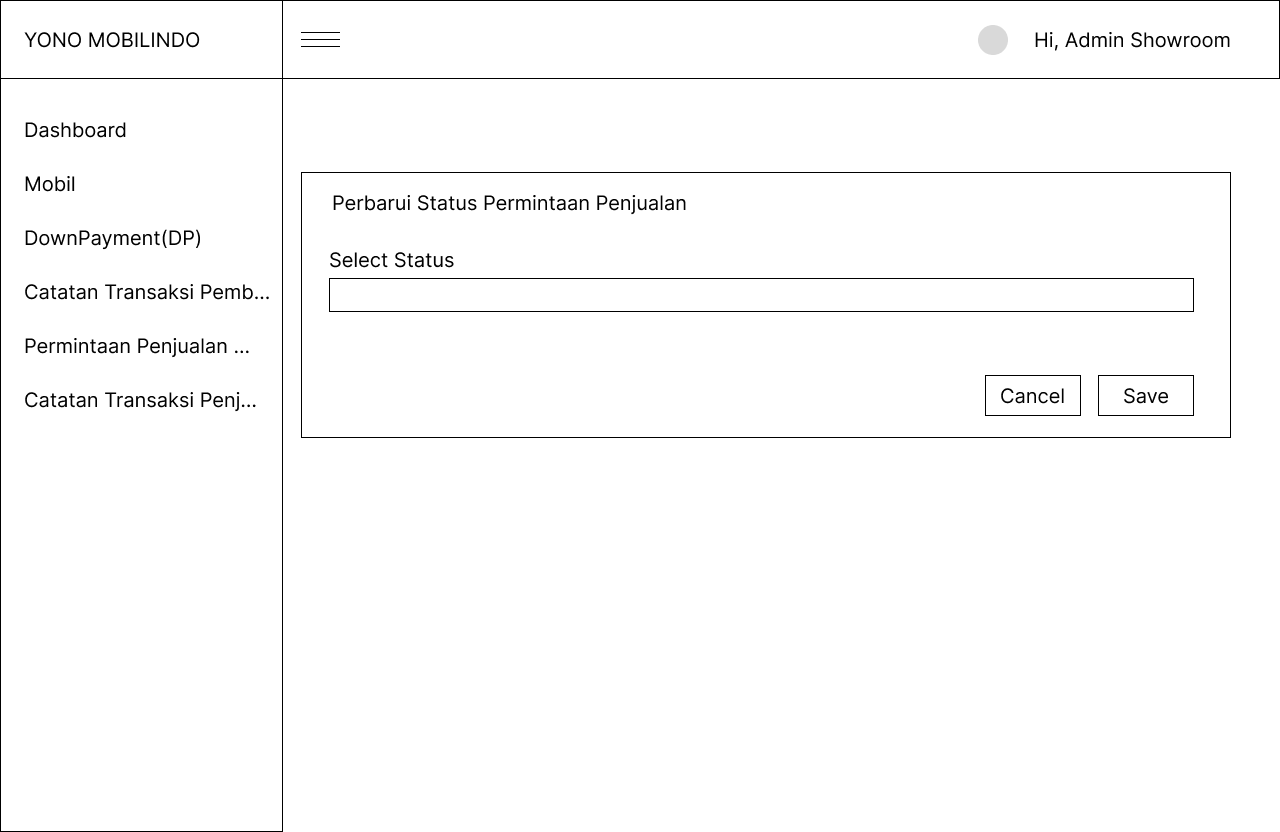 YONO MOBILINDO
Hi, Admin Showroom
Dashboard
Mobil
DownPayment(DP)
Catatan Transaksi Pemb...
Permintaan Penjualan ...
Catatan Transaksi Penj...
Perbarui Status Permintaan Penjualan
Select Status
Cancel
Save